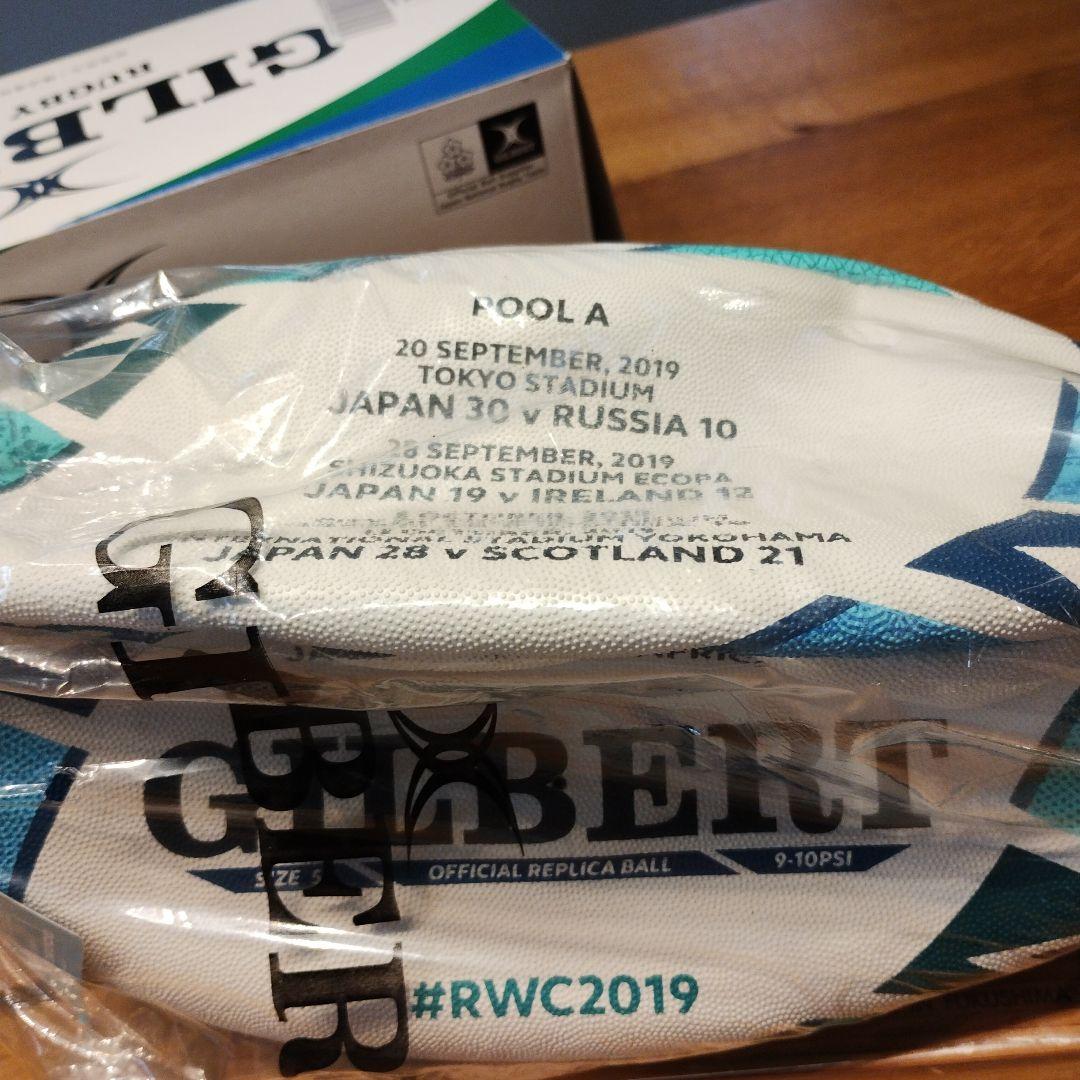 GILB
RUGBY
POOL A
20 SEPTEMBER, 2019
TOKYO STADIUM
JAPAN 30 v RUSSIA 10
28 SEPTEMBER, 2019
SHIZUOKA STADIUM ECOPA
JAPAN 19 v IRELAND 12
INTERNATIONAL STADIUM YOKOHAMA
JAPAN 28 v SCOTLAND 21
GILBERT
GILBER
SIZE 5
OFFICIAL REPLICA BALL
9-10PSI
#RWC2019